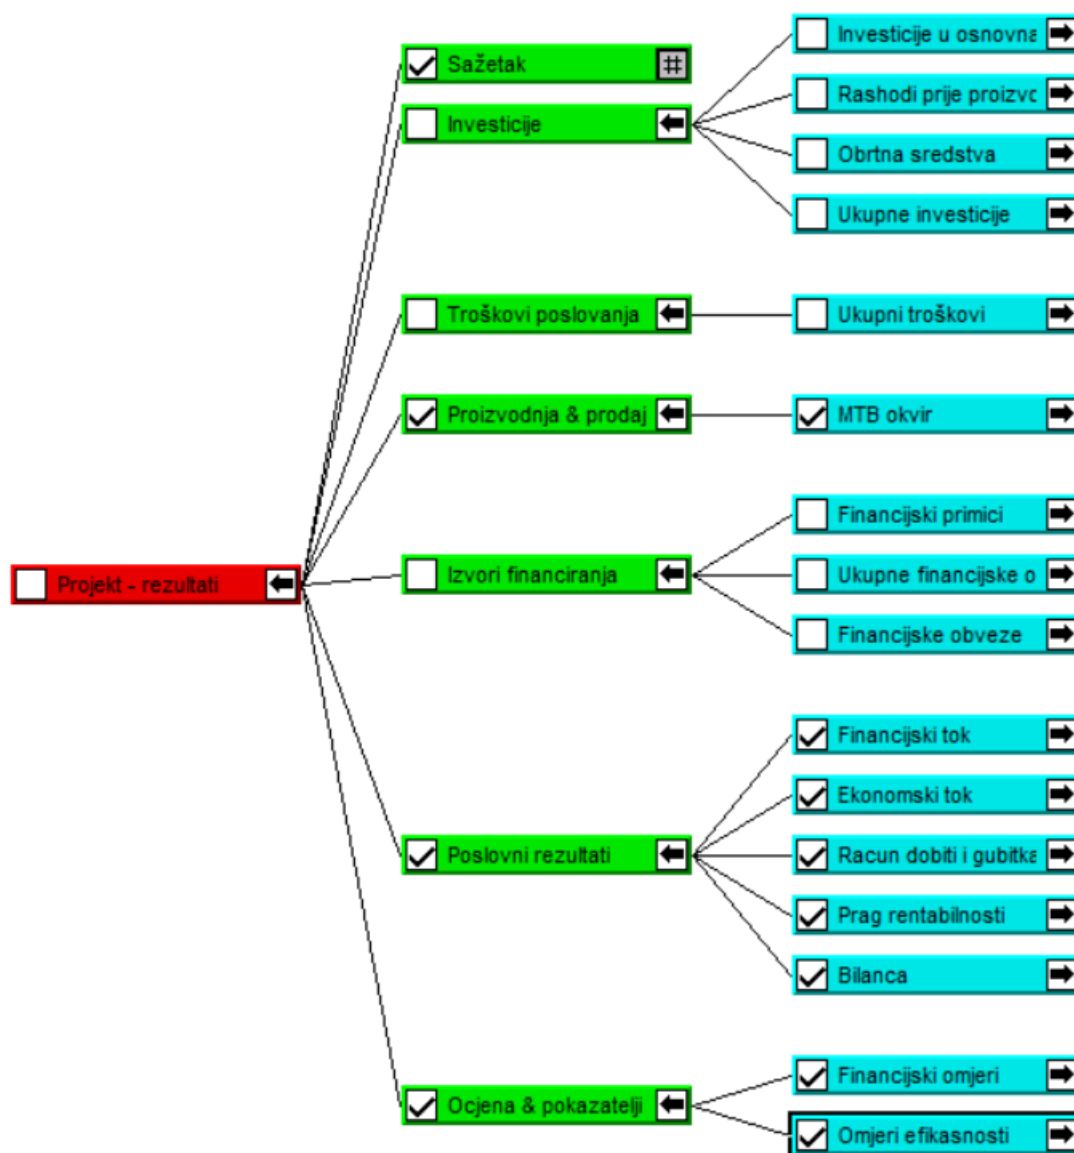 Projekt - rezultati
Sažetak
Investicije
Investicije u osnovna
Rashodi prije proizvo
Obrtna sredstva
Ukupne investicije
Troškovi poslovanja
Ukupni troškovi
Proizvodnja & prodaj
MTB okvir
Izvori financiranja
Financijski primici
Ukupne financijske o
Financijske obveze
Poslovni rezultati
Financijski tok
Ekonomski tok
Racun dobiti i gubitka
Prag rentabilnosti
Bilanca
Ocjena & pokazatelji
Financijski omjeri
Omjeri efikasnosti